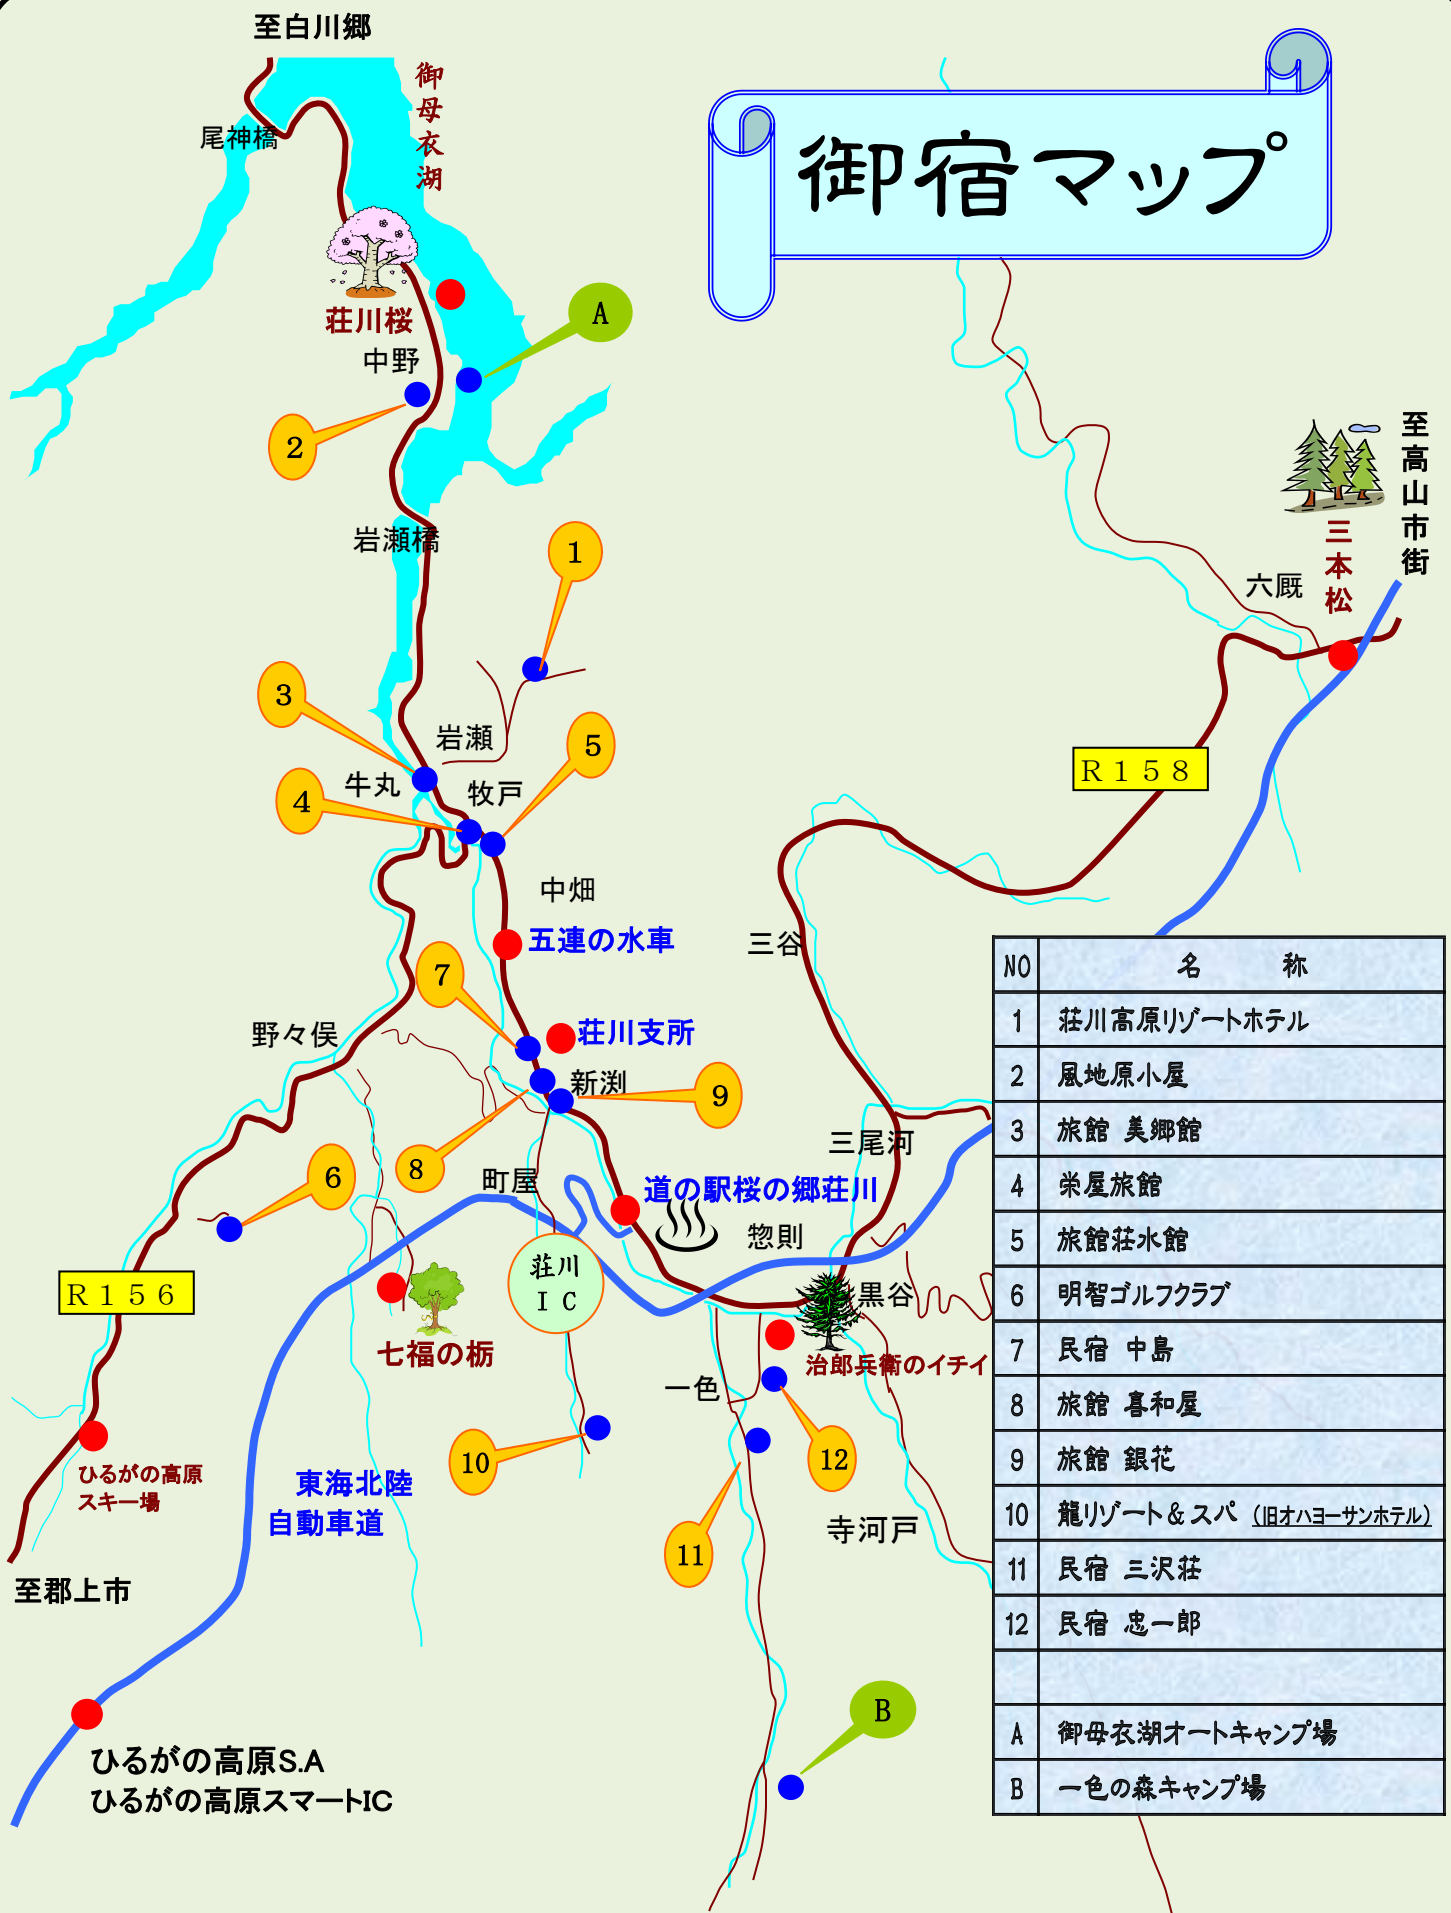 至白川郷
御母衣湖
尾神橋
御宿マップ
荘川桜
A
中野
2
至高山市街
三本松
岩瀬橋
1
六厩
3
岩瀬
5
R158
牛丸
4
牧戸
中畑
五連の水車
三谷
7
野々俣
荘川支所
新渕
9
三尾河
8
町屋
6
道の駅桜の郷荘川
惣則
荘川
IC
R156
黒谷
七福の栃
治郎兵衛のイチイ
一色
10
12
ひるがの高原
スキー場
東海北陸
自動車道
寺河戸
11
至郡上市
B
ひるがの高原S.A
ひるがの高原スマートIC
NO 名 称
1 荘川高原リゾートホテル
2 風地原小屋
3 旅館 美郷館
4 栄屋旅館
5 旅館荘水館
6 明智ゴルフクラブ
7 民宿 中島
8 旅館 喜和屋
9 旅館 銀花
10 龍リゾート&スパ (旧オハヨーサンホテル)
11 民宿 三沢荘
12 民宿 忠一郎
A 御母衣湖オートキャンプ場
B 一色の森キャンプ場